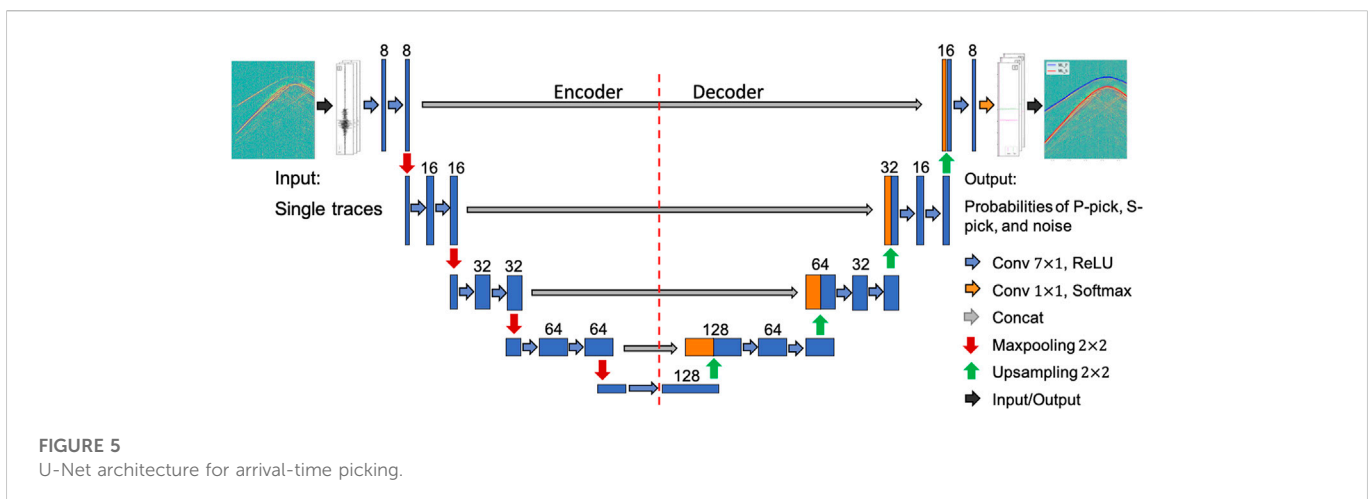 8 8
16 8
Encoder Decoder
Input:
Single traces
16 16
32 16
Output:
Probabilities of P-pick, S-
pick, and noise
32 32
64 32
Conv 7×1, ReLU
Conv 1×1, Softmax
Concat
64 64
128 64
Maxpooling 2×2
128
Upsampling 2×2
Input/Output
FIGURE 5
U-Net architecture for arrival-time picking.